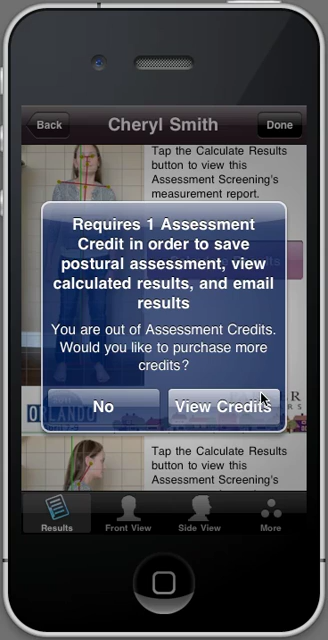 Back
Cheryl Smith
Done
Tap the Calculate Results
button to view this
Assessment Screening's
measurement report.
Requires 1 Assessment
Credit in order to save
postural assessment, view
calculated results, and email
results
You are out of Assessment Credits.
Would you like to purchase more
credits?
No
View Credits
ORLANDO
Tap the Calculate Results
button to view this
Assessment Screening's
Results
Front View
Side View
More